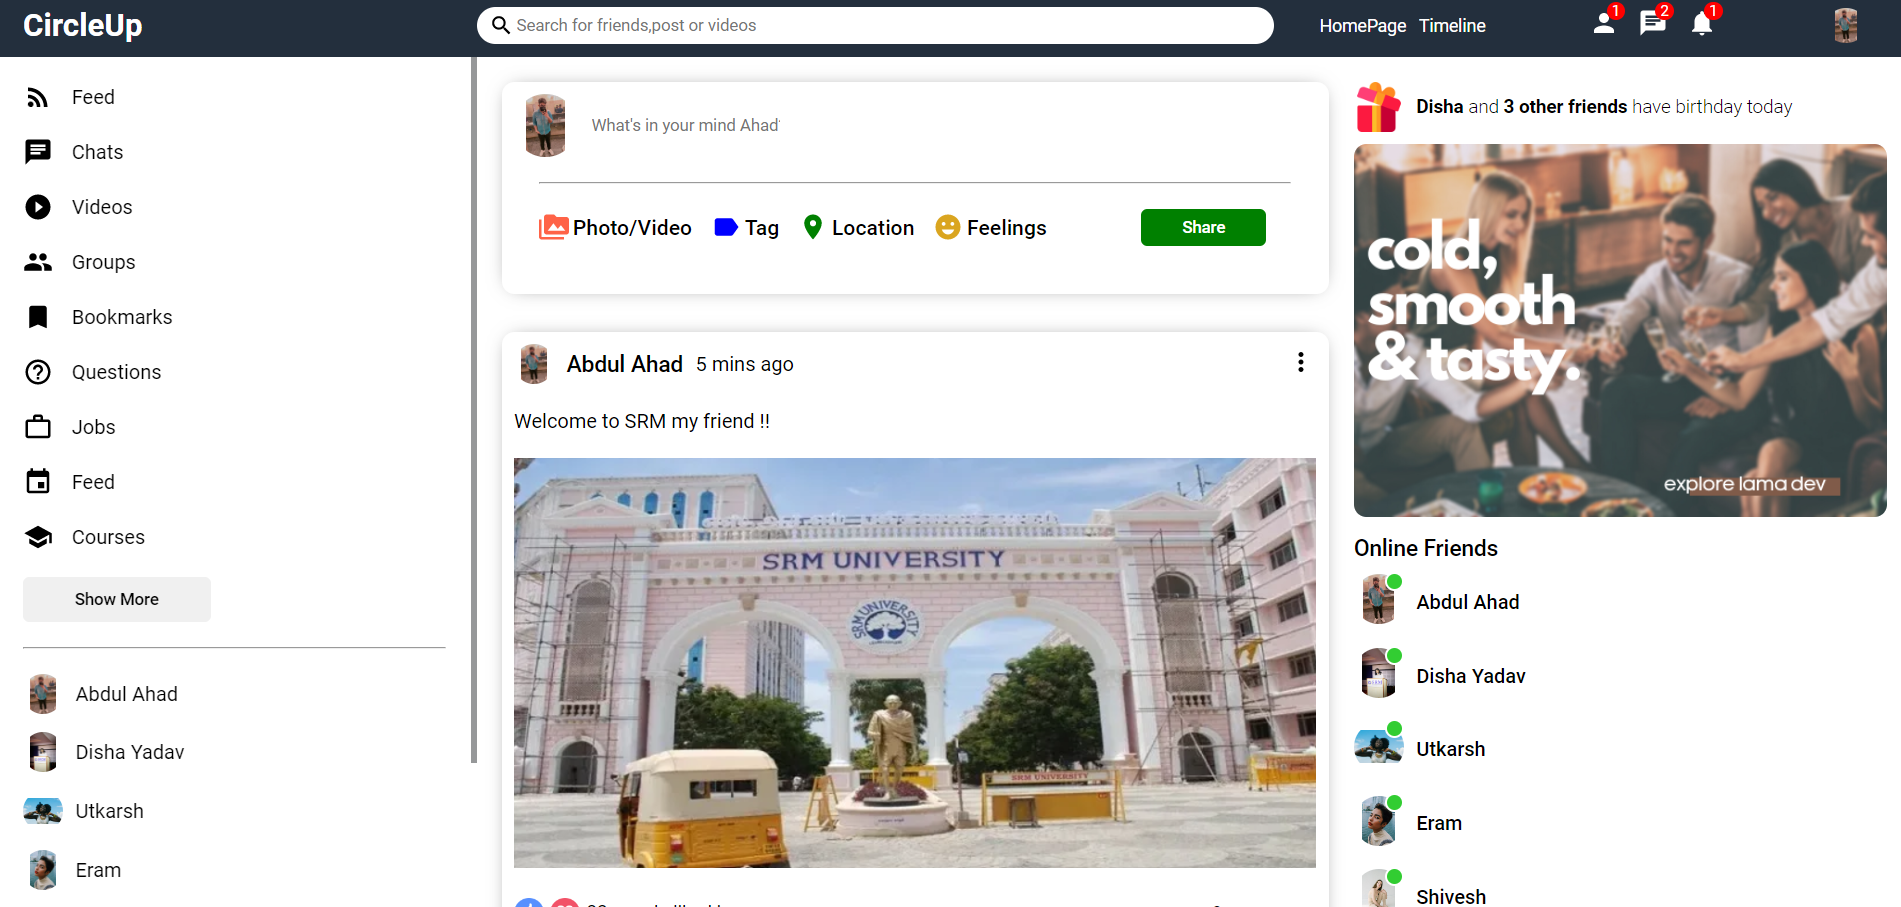 CircleUp
Search for friends,post or videos
HomePage Timeline
1
2
1
Feed
Chats
Videos
Groups
Bookmarks
Questions
Jobs
Feed
Courses
Show More
Abdul Ahad
Disha Yadav
Utkarsh
Eram
What's in your mind Ahad
Photo/Video Tag Location Feelings
Share
Abdul Ahad 5 mins ago
Welcome to SRM my friend !!
SRM UNIVERSITY
SRM UNIVERSITY
SRM UNIVERSITY
Disha and 3 other friends have birthday today
cold,
smooth
& tasty.
explore lama dev
Online Friends
Abdul Ahad
Disha Yadav
Utkarsh
Eram
Shivesh